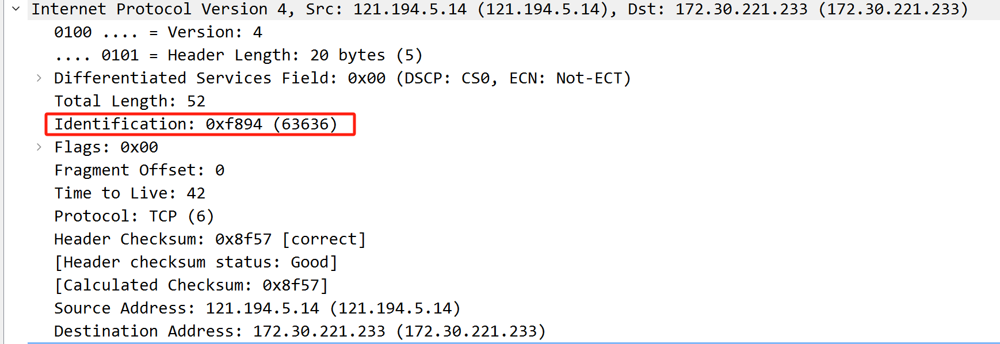 Internet Protocol Version 4, Src: 121.194.5.14 (121.194.5.14), Dst: 172.30.221.233 (172.30.221.233)
0100 .... = Version: 4
.... 0101 = Header Length: 20 bytes (5)
Differentiated Services Field: 0x00 (DSCP: CS0, ECN: Not-ECT)
Total Length: 52
Identification: 0xf894 (63636)
Flags: 0x00
Fragment Offset: 0
Time to Live: 42
Protocol: TCP (6)
Header Checksum: 0x8f57 [correct]
[Header checksum status: Good]
[Calculated Checksum: 0x8f57]
Source Address: 121.194.5.14 (121.194.5.14)
Destination Address: 172.30.221.233 (172.30.221.233)